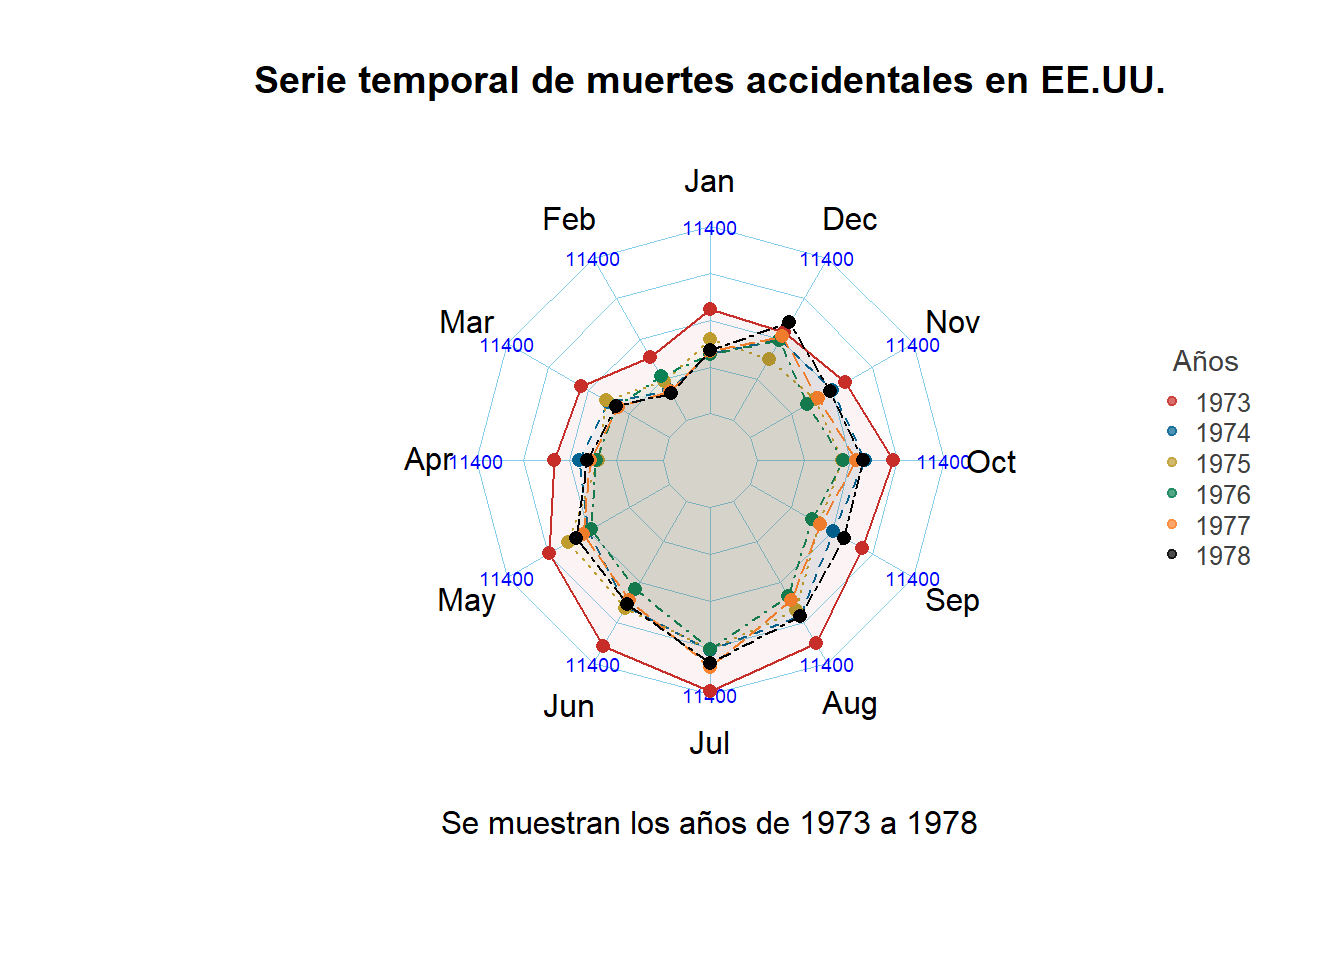 Serie temporal de muertes accidentales en EE.UU.
Jan
Feb
Dec
11400
11400
11400
Mar
Nov
11400
11400
Años
1973
1974
1975
1976
1977
1978
Apr
11400
11400
Oct
11400
11400
May
Sep
11400
11400
11400
Jun
Aug
Jul
Se muestran los años de 1973 a 1978